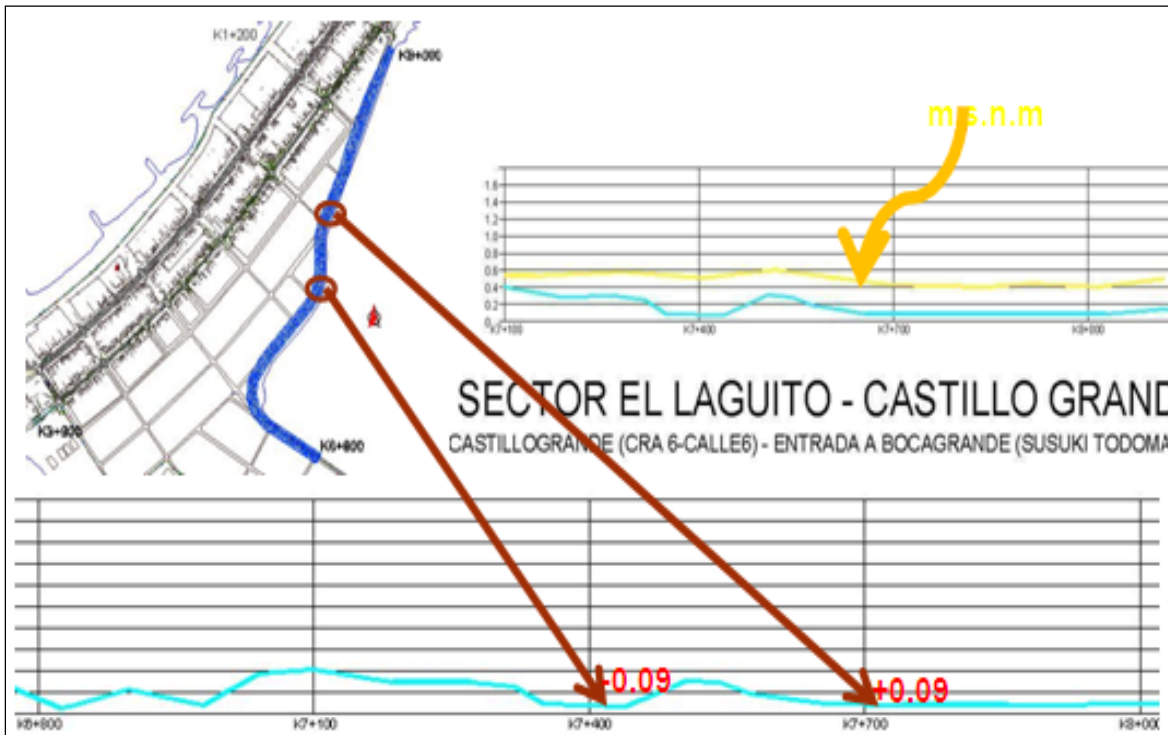 K1+200
K3+900
K6+800
m.s.n.m
1.6
1.4
1.2
1.0
0.8
0.6
0.4
0.2
0
K7+100 K7+400 K7+700 K8+000
SECTOR EL LAGUITO - CASTILLO GRAND
CASTILLOGRANDE (CRA 6-CALLE6) - ENTRADA A BOCAGRANDE (SUSUKI TODOMA
+0.09 +0.09
K6+800 K7+100 K7+400 K7+700 K8+000